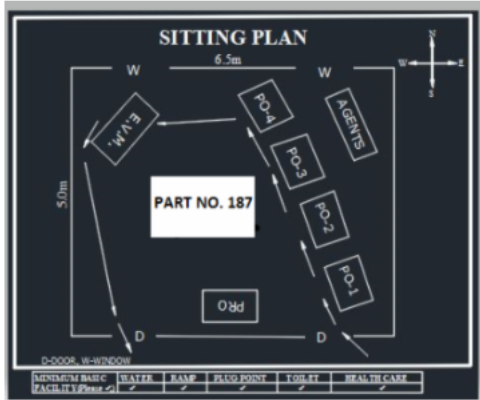 SITTING PLAN
6.5m
N
W E
S
W W
E.V.M.
PO-4
AGENTS
PO-3
5.0m
PART NO. 187
PO-2
PO-1
PRO
D D
D-DOOR, W-WINDOW
MINIMUM BASIC FACILITY(Please ✓) WATER RAMP PLUG POINT TOILET HEALTH CARE
✓ ✓ ✓ ✓ ✓